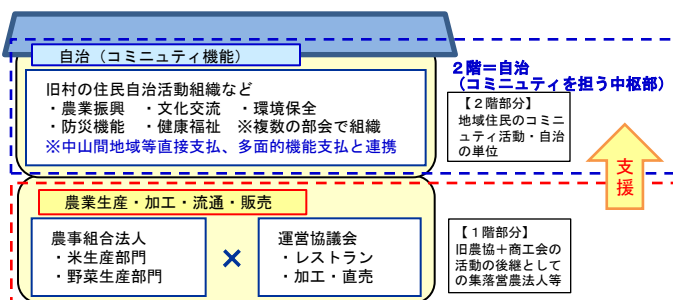 自治（コミニュティ機能）
旧村の住民自治活動組織など
・農業振興　・文化交流　・環境保全
・防災機能　・健康福祉　※複数の部会で組織
※中山間地域等直接支払、多面的機能支払と連携
２階＝自治
（コミュニティを担う中枢部）
【２階部分】
地域住民のコミニ
ュティ活動・自治
の単位
支
援
農業生産・加工・流通・販売
農事組合法人
・米生産部門
・野菜生産部門
×
運営協議会
・レストラン
・加工・直売
【１階部分】
旧農協＋商工会の
活動の後継として
の集落営農法人等